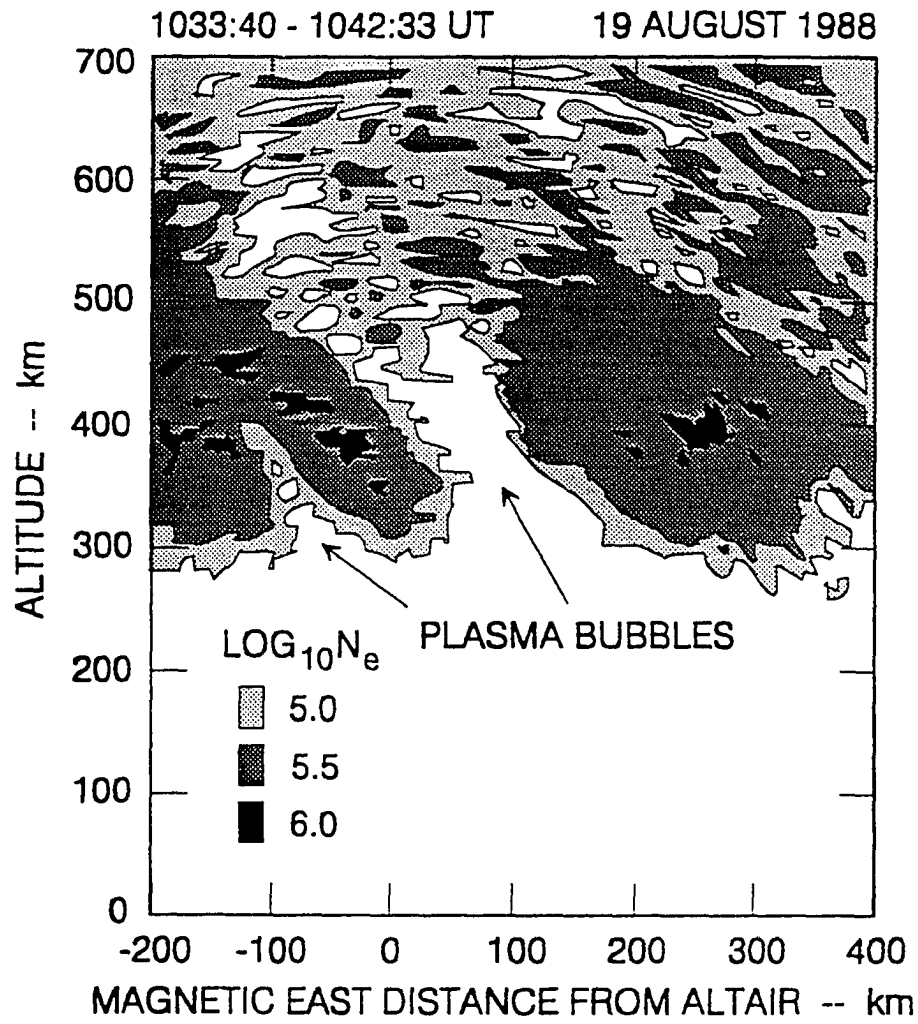 1033:40 - 1042:33 UT 19 AUGUST 1988
700
600
500
400
300
200
100
0
ALTITUDE -- km
PLASMA BUBBLES
LOG10Ne
5.0
5.5
6.0
-200 -100 0 100 200 300 400
MAGNETIC EAST DISTANCE FROM ALTAIR -- km